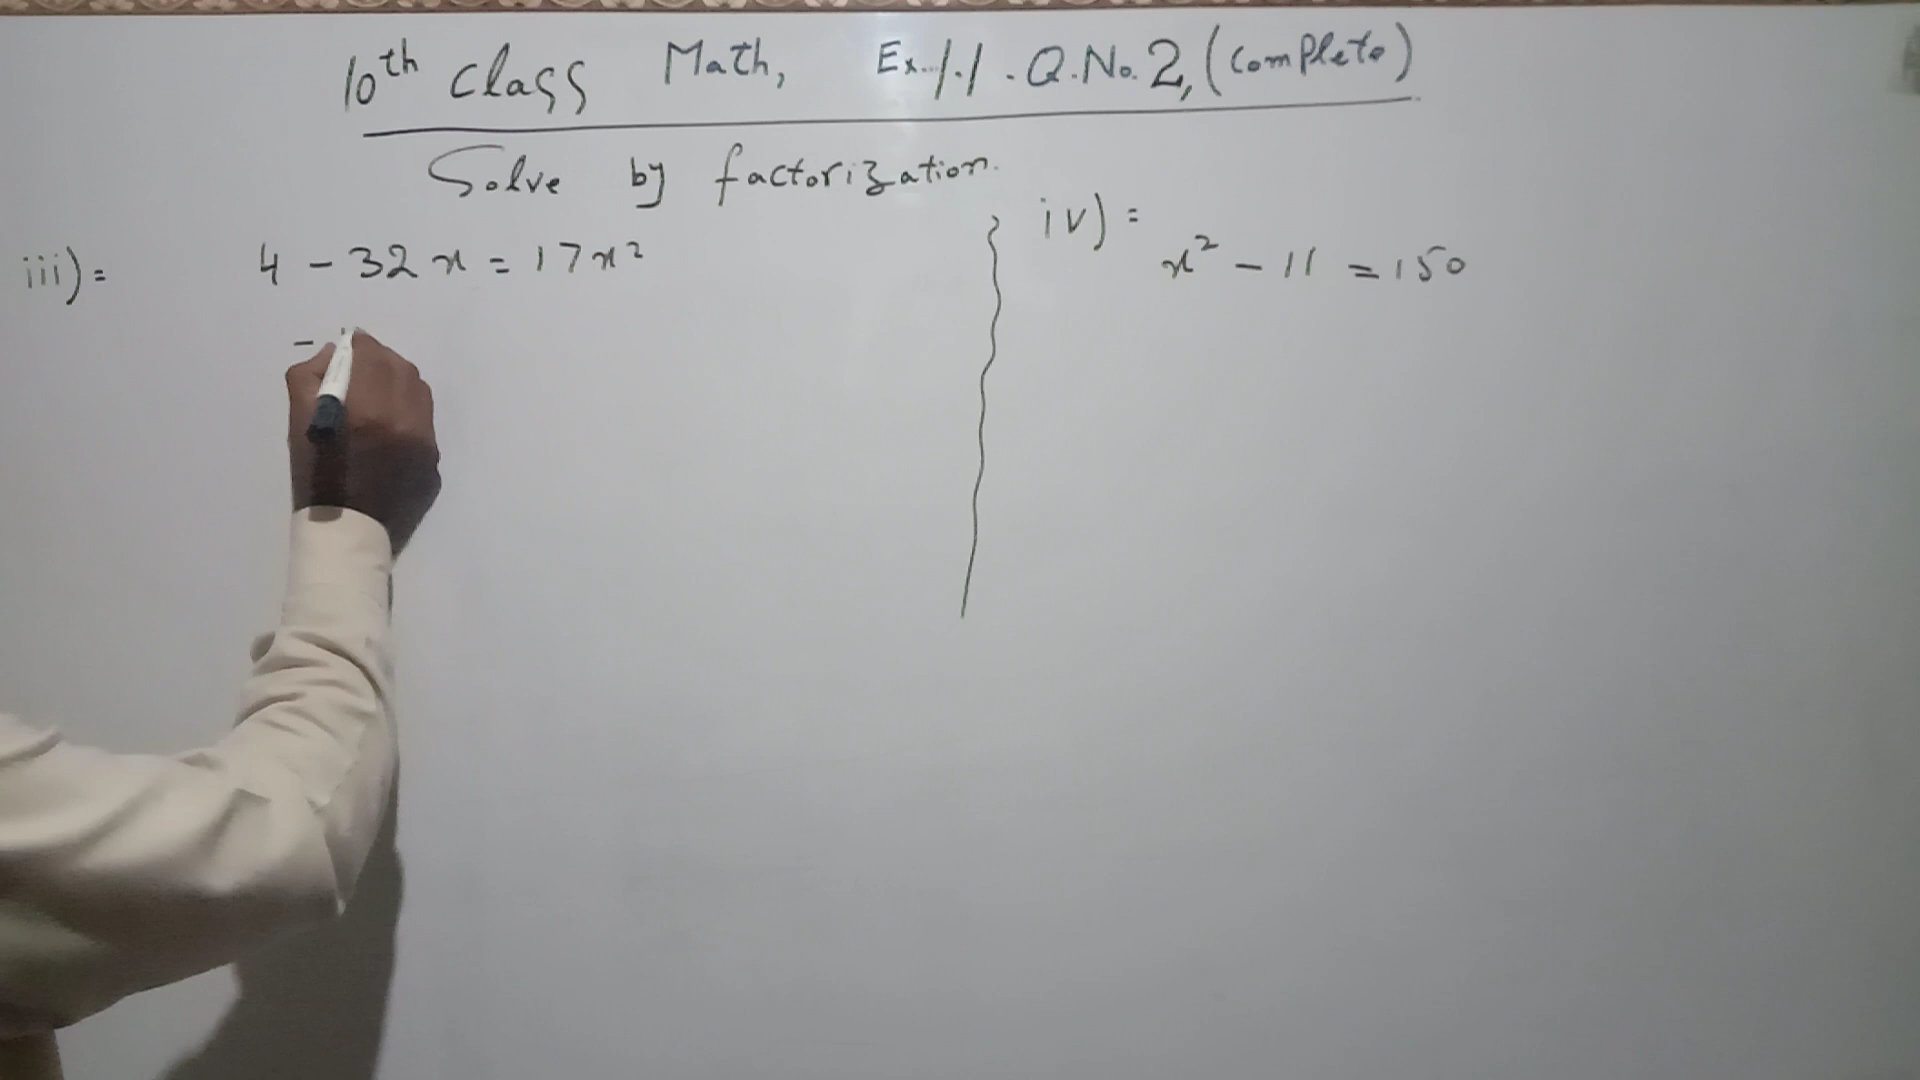 10th class Math, Ex. 1.1. Q.No. 2, (Complete)
Solve by factorization.
iii) = 4 - 32x = 17x²
-
iv) =
x² - 11 = 150